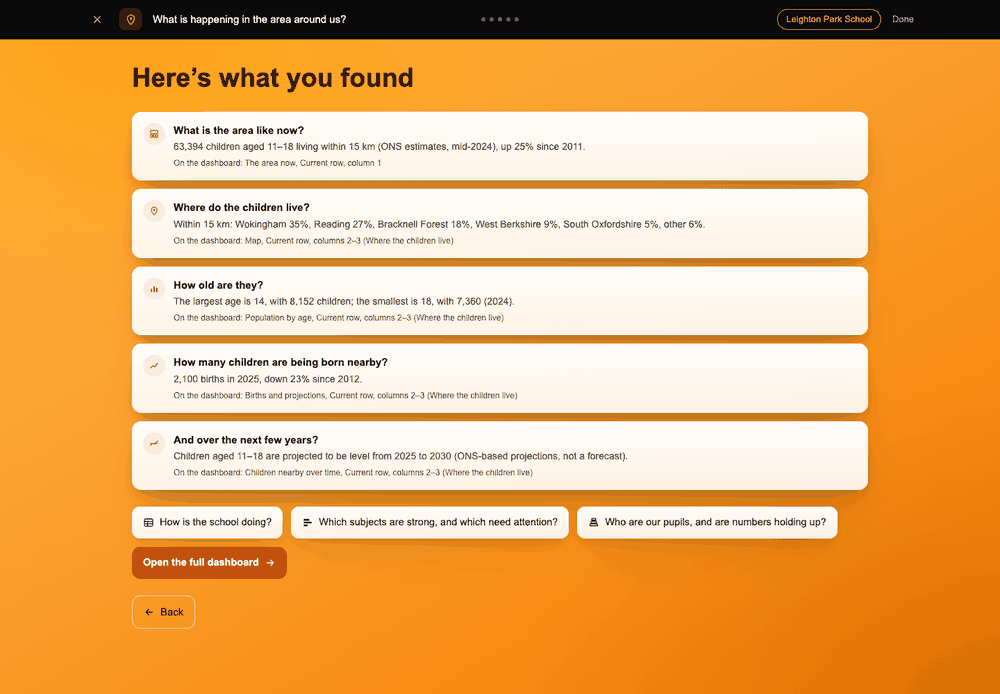 What is happening in the area around us?
Leighton Park School
Done
Here’s what you found
What is the area like now?
63,394 children aged 11–18 living within 15 km (ONS estimates, mid-2024), up 25% since 2011.
On the dashboard: The area now, Current row, column 1
Where do the children live?
Within 15 km: Wokingham 35%, Reading 27%, Bracknell Forest 18%, West Berkshire 9%, South Oxfordshire 5%, other 6%.
On the dashboard: Map, Current row, columns 2–3 (Where the children live)
How old are they?
The largest age is 14, with 8,152 children; the smallest is 18, with 7,360 (2024).
On the dashboard: Population by age, Current row, columns 2–3 (Where the children live)
How many children are being born nearby?
2,100 births in 2025, down 23% since 2012.
On the dashboard: Births and projections, Current row, columns 2–3 (Where the children live)
And over the next few years?
Children aged 11–18 are projected to be level from 2025 to 2030 (ONS-based projections, not a forecast).
On the dashboard: Children nearby over time, Current row, columns 2–3 (Where the children live)
How is the school doing?
Which subjects are strong, and which need attention?
Who are our pupils, and are numbers holding up?
Open the full dashboard →
← Back